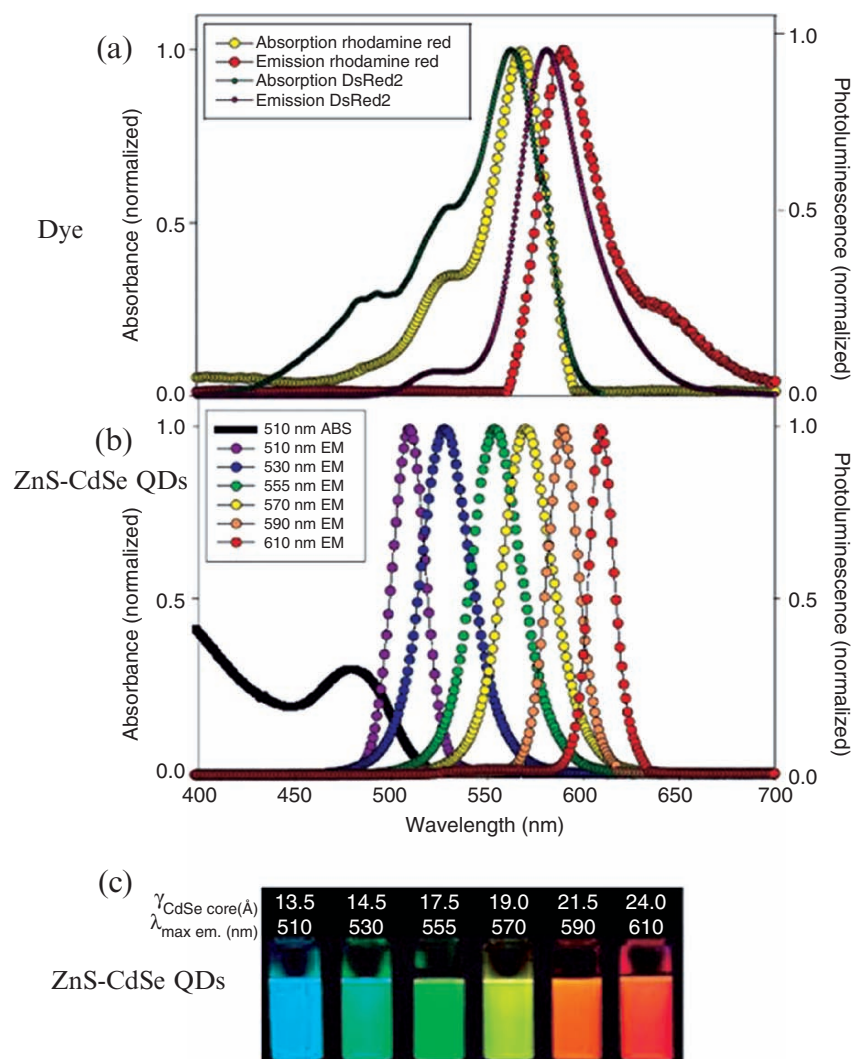 (a)
Absorption rhodamine red
Emission rhodamine red
Absorption DsRed2
Emission DsRed2
1.0
0.5
0.0
Absorbance (normalized)
Dye
1.0
0.5
0.0
Photoluminescence (normalized)
(b)
510 nm ABS
510 nm EM
530 nm EM
555 nm EM
570 nm EM
590 nm EM
610 nm EM
ZnS-CdSe QDs
1.0
0.5
0.0
Absorbance (normalized)
1.0
0.5
0.0
Photoluminescence (normalized)
400 450 500 550 600 650 700
Wavelength (nm)
(c)
γCdSe core(Å) 13.5 14.5 17.5 19.0 21.5 24.0
λmax em. (nm) 510 530 555 570 590 610
ZnS-CdSe QDs